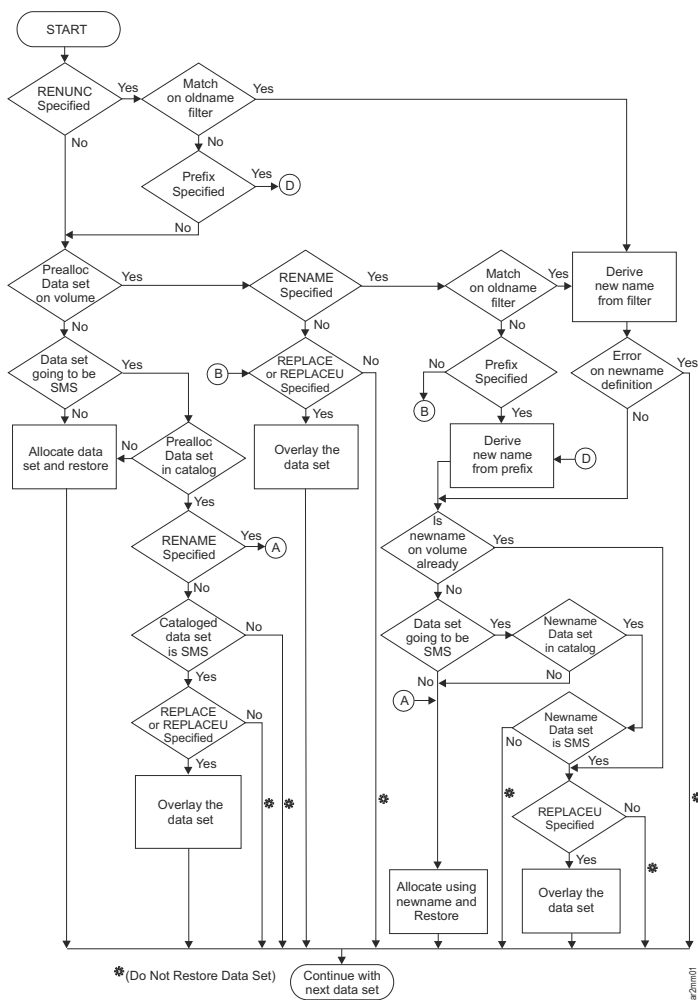 START
RENUNC
Specified
Yes
No
Match
on oldname
filter
Yes
No
Prefix
Specified
Yes
D
No
Prealloc
Data set
on volume
Yes
No
RENAME
Specified
Yes
No
Match
on oldname
filter
Yes
No
Derive
new name
from filter
Data set
going to be
SMS
Yes
No
B
REPLACE
or REPLACEU
Specified
No
Yes
No
B
Prefix
Specified
Yes
Error
on newname
definition
Yes
No
Allocate data
set and restore
No
Prealloc
Data set
in catalog
Yes
Overlay the
data set
Derive
new name
from prefix
D
RENAME
Specified
Yes
A
No
Is
newname
on volume
already
Yes
No
Cataloged
data set
is SMS
No
Yes
Data set
going to be
SMS
Yes
No
Newname
Data set
in catalog
Yes
No
A
REPLACE
or REPLACEU
Specified
No
Yes
Newname
Data set
is SMS
No
Yes
Overlay the
data set
✽
✽
✽
✽
✽
REPLACEU
Specified
No
Yes
✽
Allocate using
newname and
Restore
Overlay the
data set
✽(Do Not Restore Data Set)
Continue with
next data set
ar2mm01